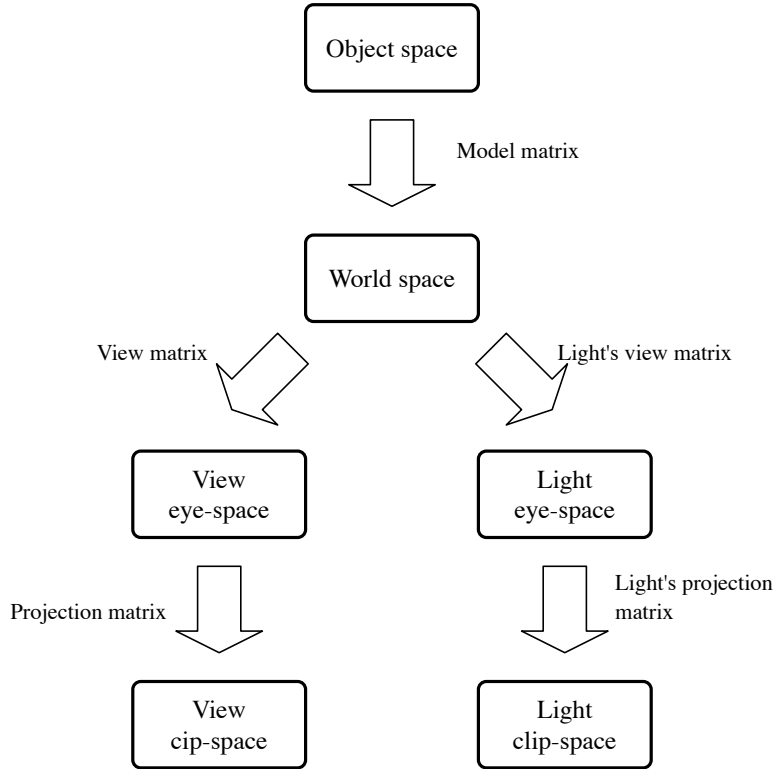 Object space
Model matrix
World space
View matrix
Light's view matrix
View
eye-space
Light
eye-space
Projection matrix
Light's projection
matrix
View
cip-space
Light
clip-space